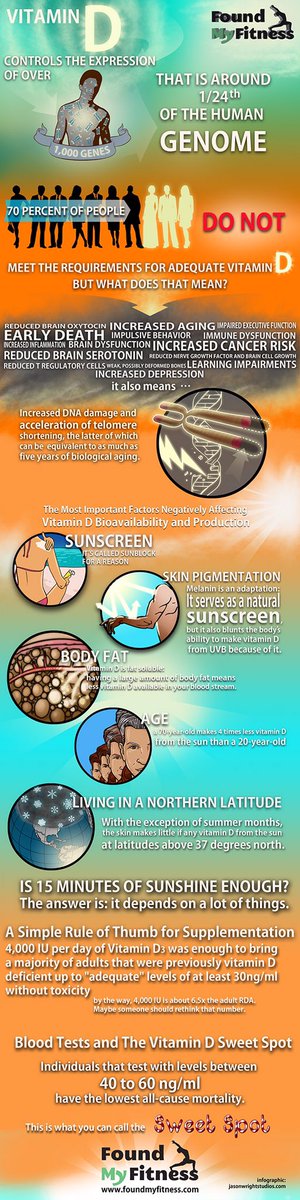 VITAMIN D
Found
MyFitness
CONTROLS THE EXPRESSION
OF OVER
1,000 GENES
THAT IS AROUND
1/24th
OF THE HUMAN
GENOME
70 PERCENT OF PEOPLE
DO NOT
MEET THE REQUIREMENTS FOR ADEQUATE VITAMIN D
BUT WHAT DOES THAT MEAN?
REDUCED BRAIN OXYTOCIN INCREASED AGING IMPAIRED EXECUTIVE FUNCTION
EARLY DEATH IMPULSIVE BEHAVIOR IMMUNE DYSFUNCTION
INCREASED INFLAMMATION BRAIN DYSFUNCTION INCREASED CANCER RISK
REDUCED BRAIN SEROTONIN REDUCED NERVE GROWTH FACTOR AND BRAIN CELL GROWTH
REDUCED T REGULATORY CELLS WEAK, POSSIBLY DEFORMED BONES LEARNING IMPAIRMENTS
INCREASED DEPRESSION
it also means ...
Increased DNA damage and
acceleration of telomere
shortening, the latter of which
can be equivalent to as much as
five years of biological aging.
The Most Important Factors Negatively Affecting
Vitamin D Bioavailability and Production
SUNSCREEN
IT'S CALLED SUNBLOCK
FOR A REASON
SKIN PIGMENTATION
Melanin is an adaptation:
It serves as a natural
sunscreen,
but it also blunts the body's
ability to make vitamin D
from UVB because of it.
BODY FAT
Vitamin D is fat soluble:
having a large amount of body fat means
less vitamin D available in your blood stream.
AGE
a 70-year-old makes 4 times less vitamin D
from the sun than a 20-year-old
LIVING IN A NORTHERN LATITUDE
With the exception of summer months,
the skin makes little if any vitamin D from the sun
at latitudes above 37 degrees north.
IS 15 MINUTES OF SUNSHINE ENOUGH?
The answer is: it depends on a lot of things.
A Simple Rule of Thumb for Supplementation
4,000 IU per day of Vitamin D3 was enough to bring
a majority of adults that were previously vitamin D
deficient up to "adequate" levels of at least 30ng/ml
without toxicity
by the way, 4,000 IU is about 6.5x the adult RDA.
Maybe someone should rethink that number.
Blood Tests and The Vitamin D Sweet Spot
Individuals that test with levels between
40 to 60 ng/ml
have the lowest all-cause mortality.
This is what you can call the Sweet Spot
Found
MyFitness
www.foundmyfitness.com
infographic:
jasonwrightstudios.com